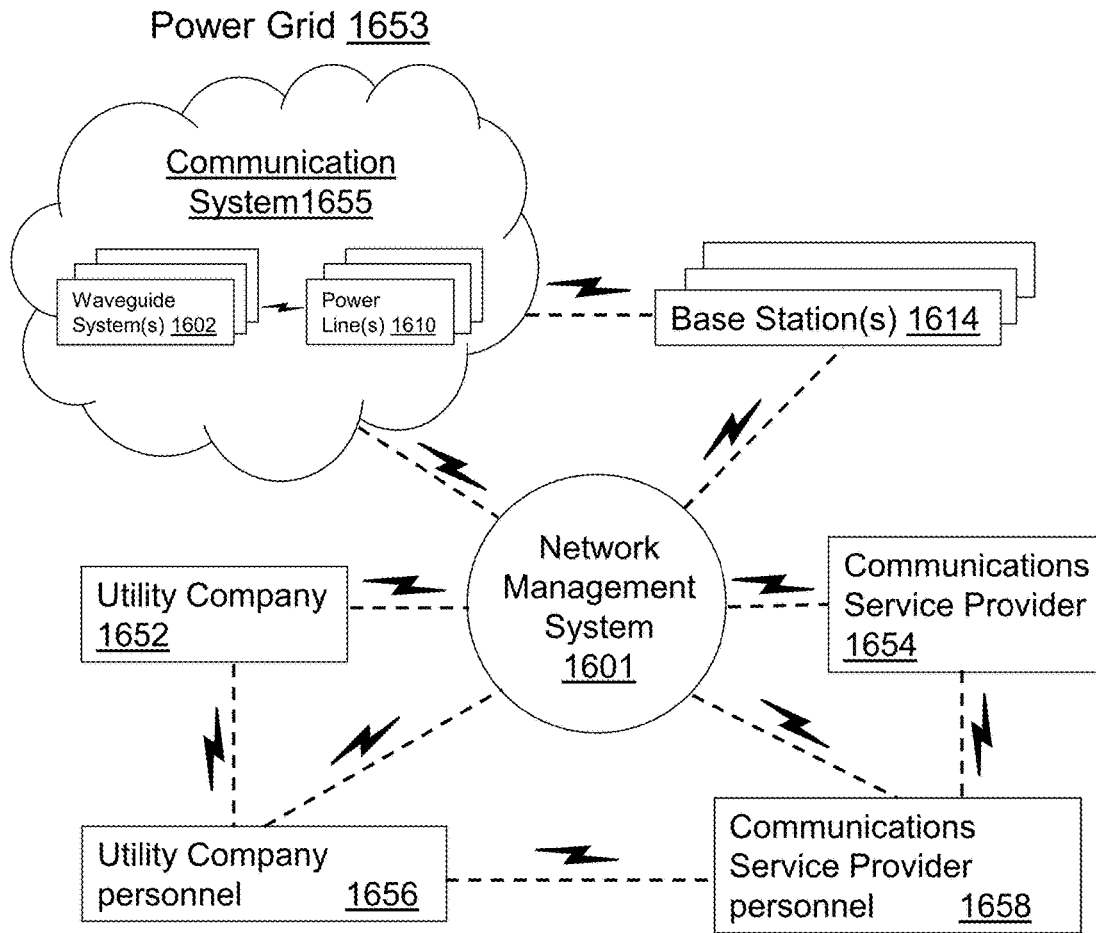 Power Grid 1653
Communication
System1655
Waveguide
System(s) 1602
Power
Line(s) 1610
Base Station(s) 1614
Network
Management
System
1601
Utility Company
1652
Communications
Service Provider
1654
Utility Company
personnel 1656
Communications
Service Provider
personnel 1658